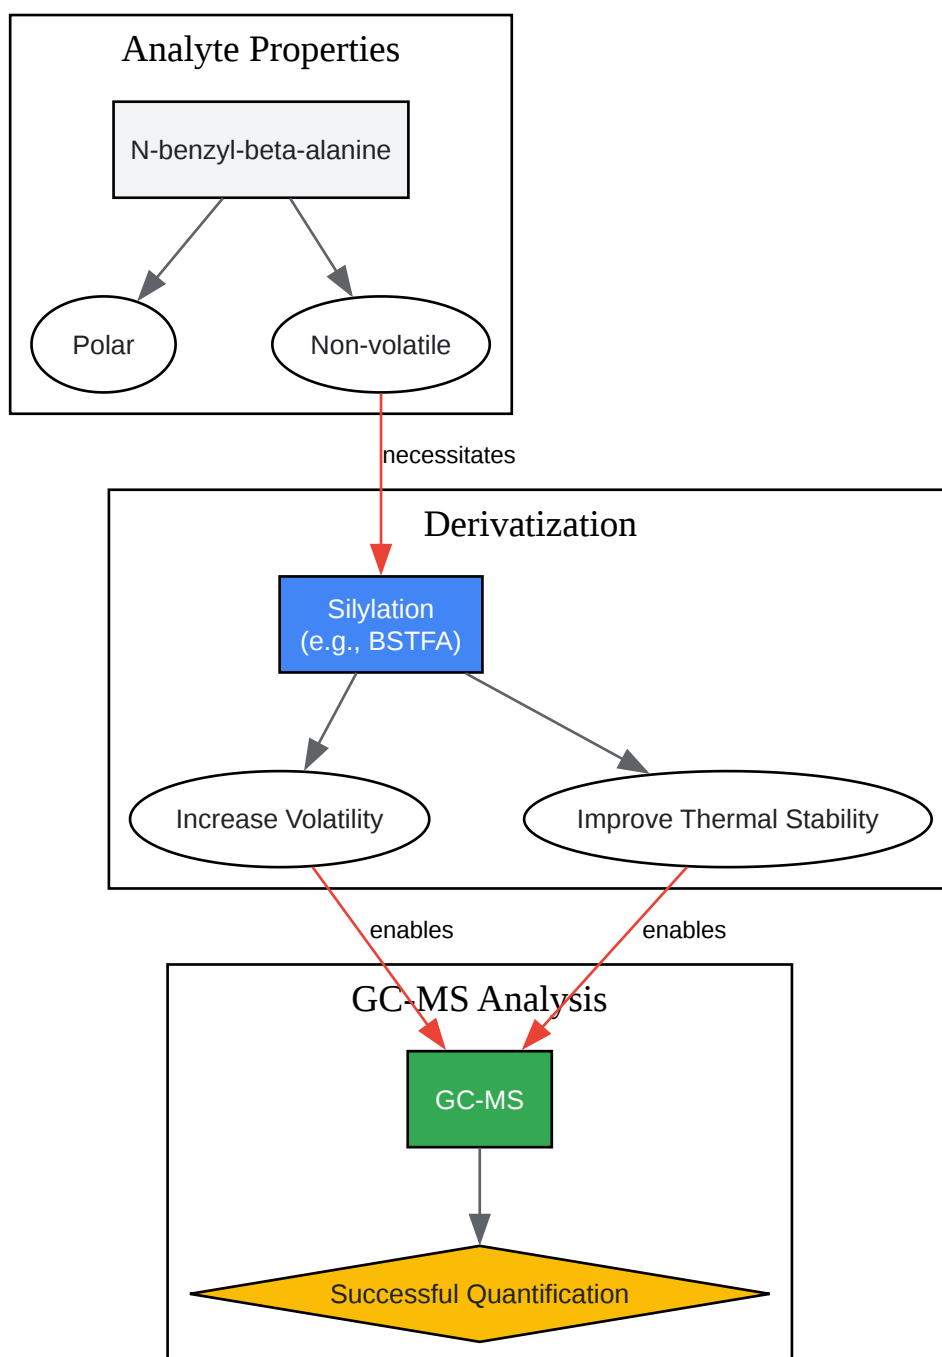 Analyte Properties
N-benzyl-beta-alanine
Polar
Non-volatile
necessitates
Derivatization
Silylation
(e.g., BSTFA)
Increase Volatility
Improve Thermal Stability
enables
enables
GC-MS Analysis
GC-MS
Successful Quantification